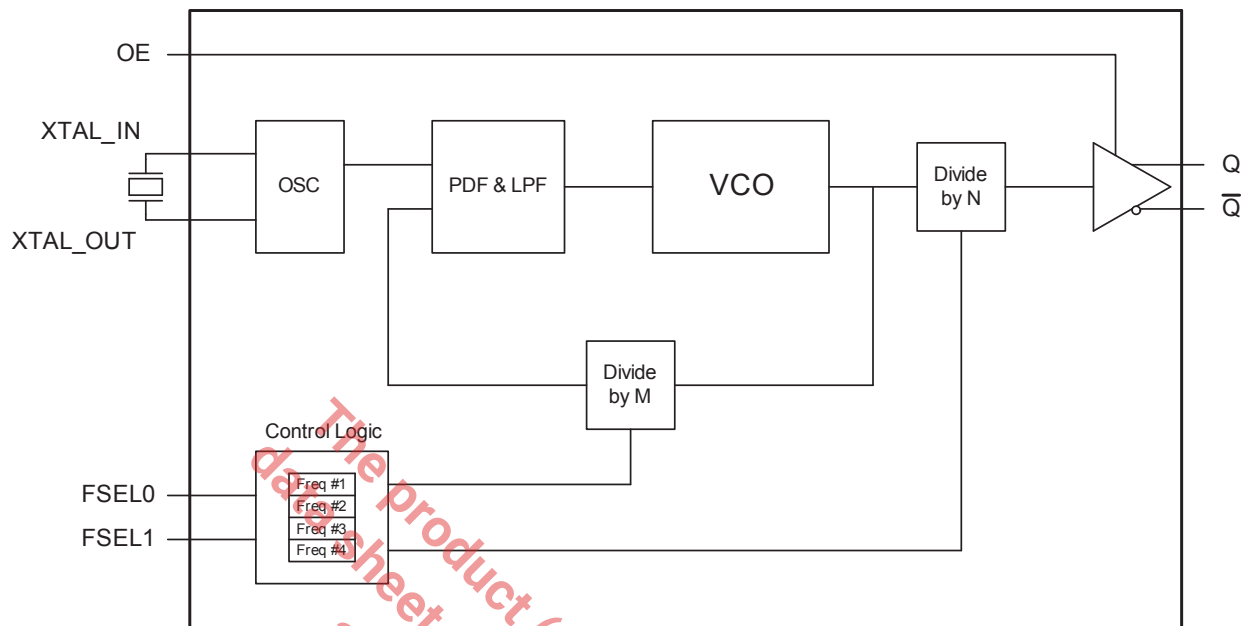 OE
XTAL_IN
XTAL_OUT
OSC
PDF & LPF
VCO
Divide
by N
Q
Q̅
Divide
by M
Control Logic
FSEL0
FSEL1
Freq #1
Freq #2
Freq #3
Freq #4
The product
data sheet